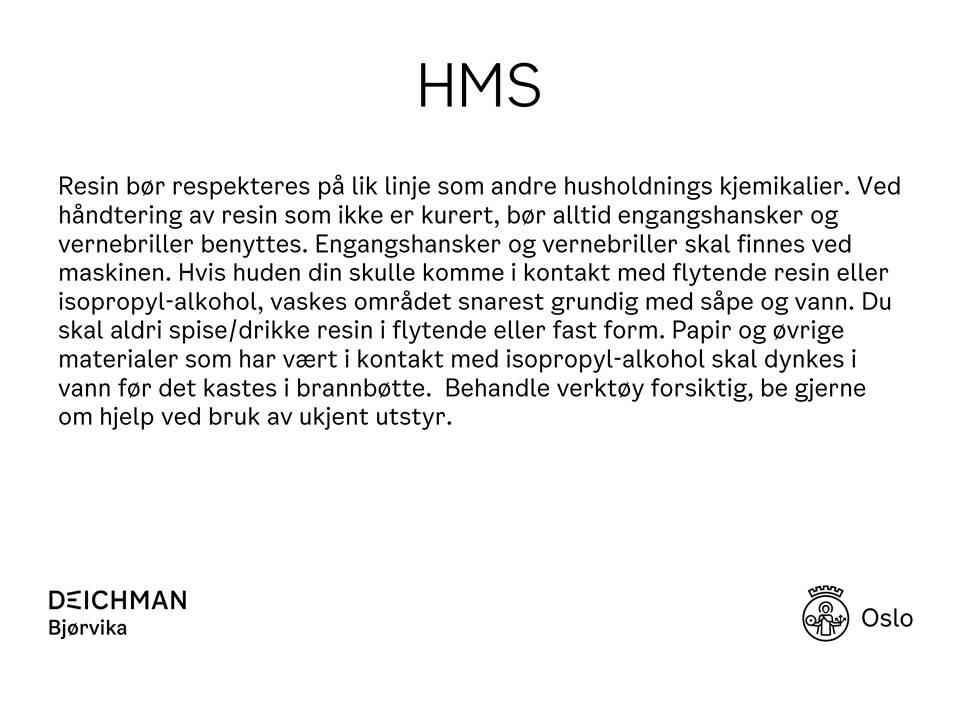 HMS
Resin bør respekteres på lik linje som andre husholdnings kjemikalier. Ved
håndtering av resin som ikke er kurert, bør alltid engangshansker og
vernebriller benyttes. Engangshansker og vernebriller skal finnes ved
maskinen. Hvis huden din skulle komme i kontakt med flytende resin eller
isopropyl-alkohol, vaskes området snarest grundig med såpe og vann. Du
skal aldri spise/drikke resin i flytende eller fast form. Papir og øvrige
materialer som har vært i kontakt med isopropyl-alkohol skal dynkes i
vann før det kastes i brannbøtte.  Behandle verktøy forsiktig, be gjerne
om hjelp ved bruk av ukjent utstyr.
DEICHMAN
Bjørvika
Oslo